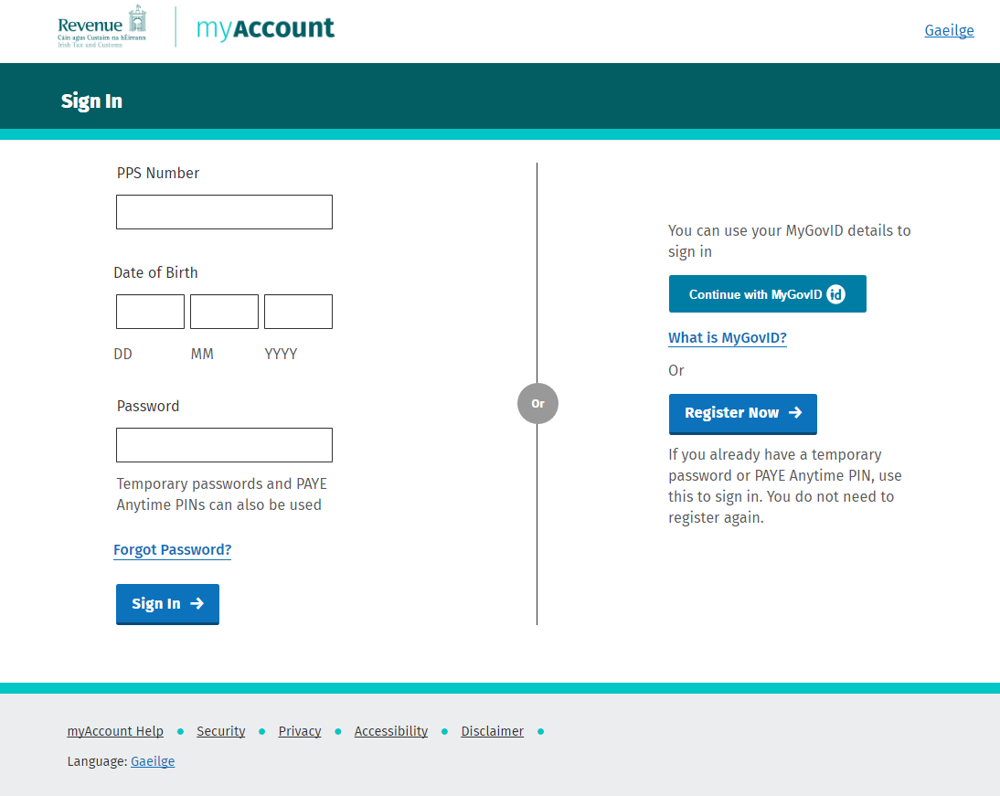 Revenue
Cáin agus Custaim na hÉireann
Irish Tax and Customs
myAccount
Gaeilge
Sign In
PPS Number
Date of Birth
DD MM YYYY
Password
Temporary passwords and PAYE
Anytime PINs can also be used
Forgot Password?
Sign In
Or
You can use your MyGovID details to
sign in
Continue with MyGovID id
What is MyGovID?
Or
Register Now
If you already have a temporary
password or PAYE Anytime PIN, use
this to sign in. You do not need to
register again.
myAccount Help • Security • Privacy • Accessibility • Disclaimer •
Language: Gaeilge